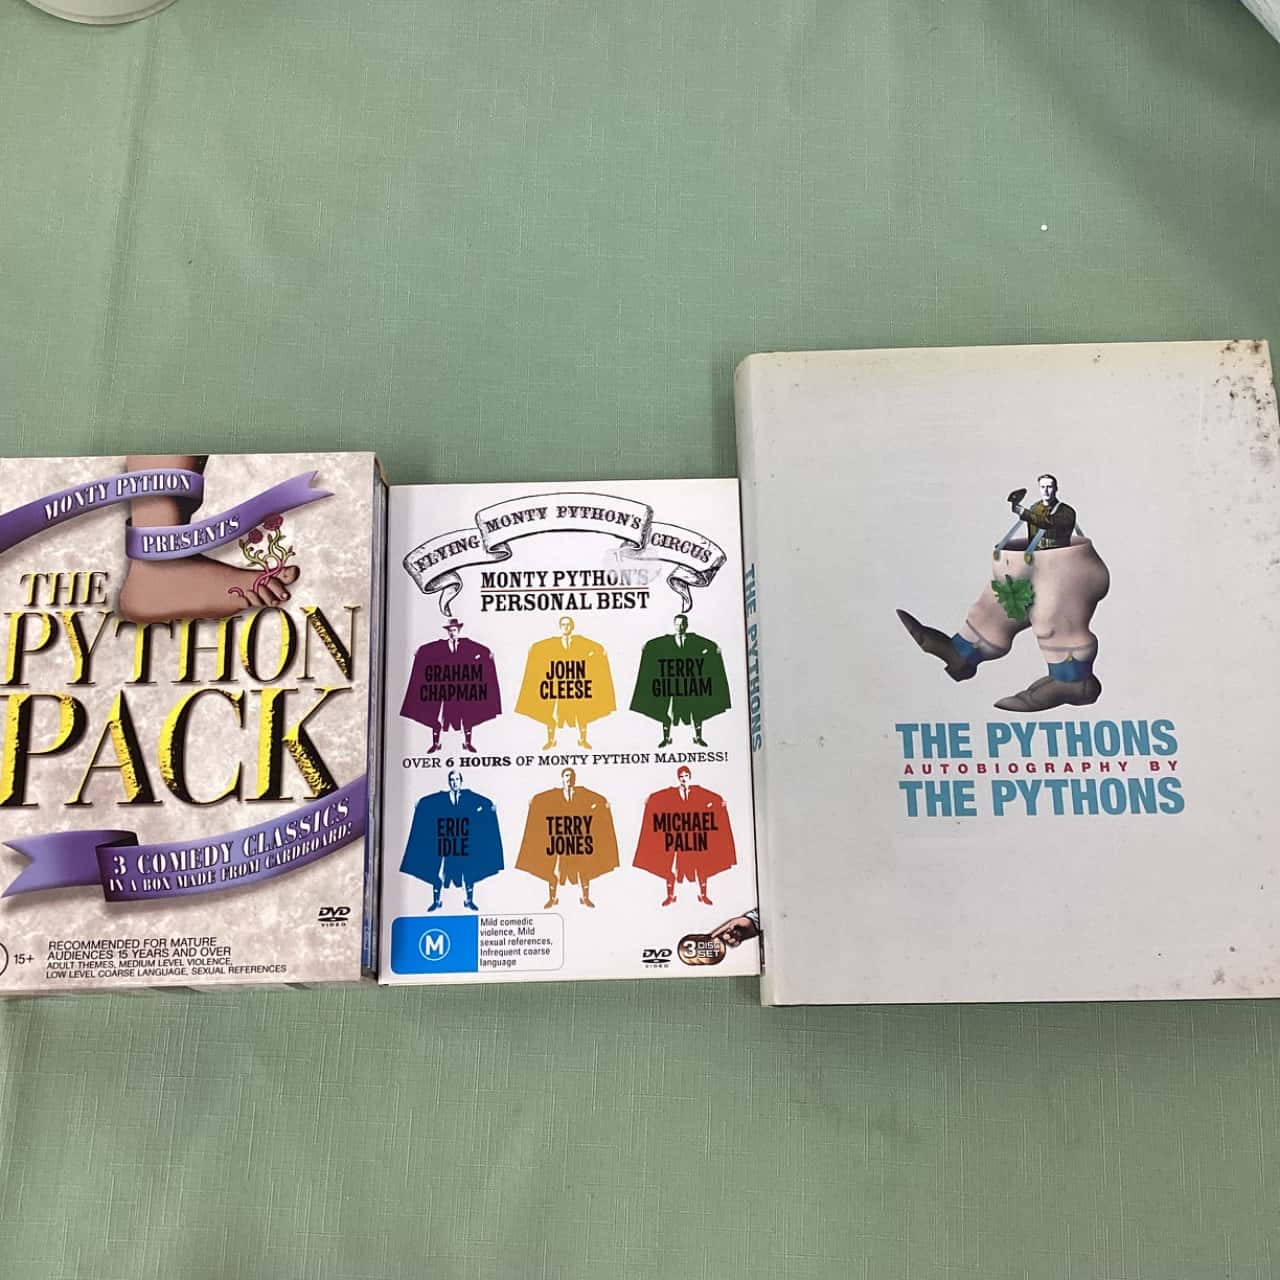 MONTY PYTHON
PRESENTS
THE
PYTHON
PACK
3 COMEDY CLASSICS
IN A BOX MADE FROM CARDBOARD!
DVD
VIDEO
15+
RECOMMENDED FOR MATURE
AUDIENCES 15 YEARS AND OVER
ADULT THEMES, MEDIUM LEVEL VIOLENCE,
LOW LEVEL COARSE LANGUAGE, SEXUAL REFERENCES
FLYING MONTY PYTHON'S CIRCUS
MONTY PYTHON'S
PERSONAL BEST
GRAHAM
CHAPMAN
JOHN
CLEESE
TERRY
GILLIAM
OVER 6 HOURS OF MONTY PYTHON MADNESS!
ERIC
IDLE
TERRY
JONES
MICHAEL
PALIN
M
Mild comedic
violence, Mild
sexual references,
Infrequent coarse
language
DVD
VIDEO
3 DISC
SET
THE PYTHONS
THE PYTHONS
AUTOBIOGRAPHY BY
THE PYTHONS